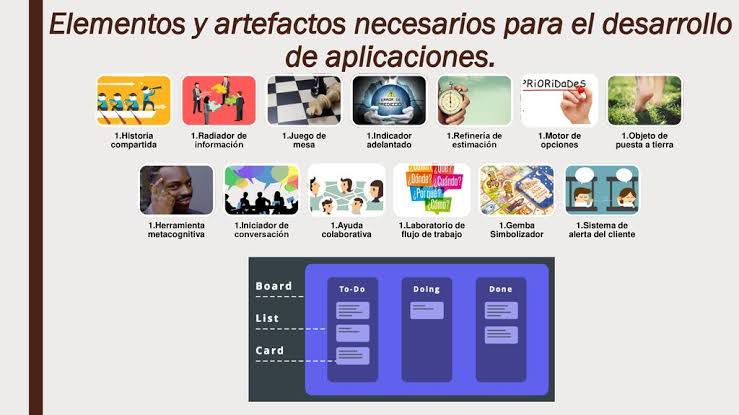 Elementos y artefactos necesarios para el desarrollo
de aplicaciones.
PRiORiDaDeS
1.Historia
compartida
1.Radiador de
información
1.Juego de
mesa
1.Indicador
adelantado
1.Refinería de
estimación
1.Motor de
opciones
1.Objeto de
puesta a tierra
¿Qué?
¿Dónde?
¿Cuándo?
¿Por qué?
¿Cómo?
1.Herramienta
metacognitiva
1.Iniciador de
conversación
1.Ayuda
colaborativa
1.Laboratorio de
flujo de trabajo
1.Gemba
Simbolizador
1.Sistema de
alerta del cliente
Board
List
Card
To-Do
Doing
Done